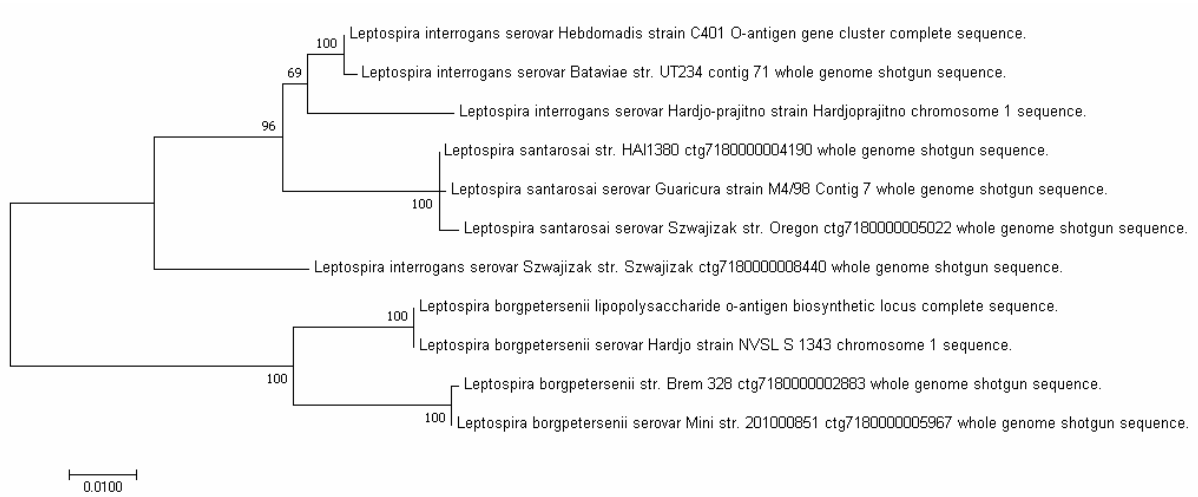 Leptospira interrogans serovar Hebdomadis strain C401 O-antigen gene cluster complete sequence.
100
Leptospira interrogans serovar Bataviae str. UT234 contig 71 whole genome shotgun sequence.
69
Leptospira interrogans serovar Hardjo-prajitno strain Hardjoprajitno chromosome 1 sequence.
96
Leptospira santarosai str. HAI1380 ctg7180000004190 whole genome shotgun sequence.
Leptospira santarosai serovar Guaricura strain M4/98 Contig 7 whole genome shotgun sequence.
100
Leptospira santarosai serovar Szwajizak str. Oregon ctg7180000005022 whole genome shotgun sequence.
Leptospira interrogans serovar Szwajizak str. Szwajizak ctg7180000008440 whole genome shotgun sequence.
Leptospira borgpetersenii lipopolysaccharide o-antigen biosynthetic locus complete sequence.
100
Leptospira borgpetersenii serovar Hardjo strain NVSL S 1343 chromosome 1 sequence.
100
Leptospira borgpetersenii str. Brem 328 ctg7180000002883 whole genome shotgun sequence.
100
Leptospira borgpetersenii serovar Mini str. 201000851 ctg7180000005967 whole genome shotgun sequence.
0.0100